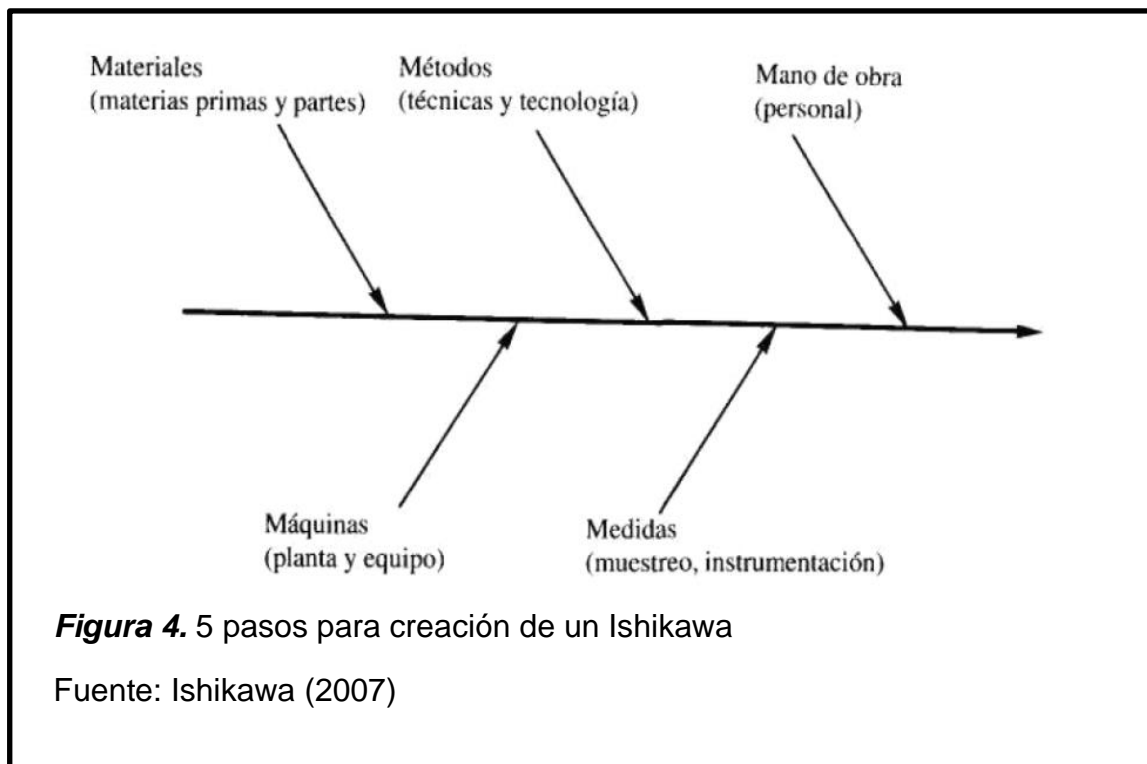 Materiales
(materias primas y partes)
Métodos
(técnicas y tecnología)
Mano de obra
(personal)
Máquinas
(planta y equipo)
Medidas
(muestreo, instrumentación)
Figura 4. 5 pasos para creación de un Ishikawa
Fuente: Ishikawa (2007)